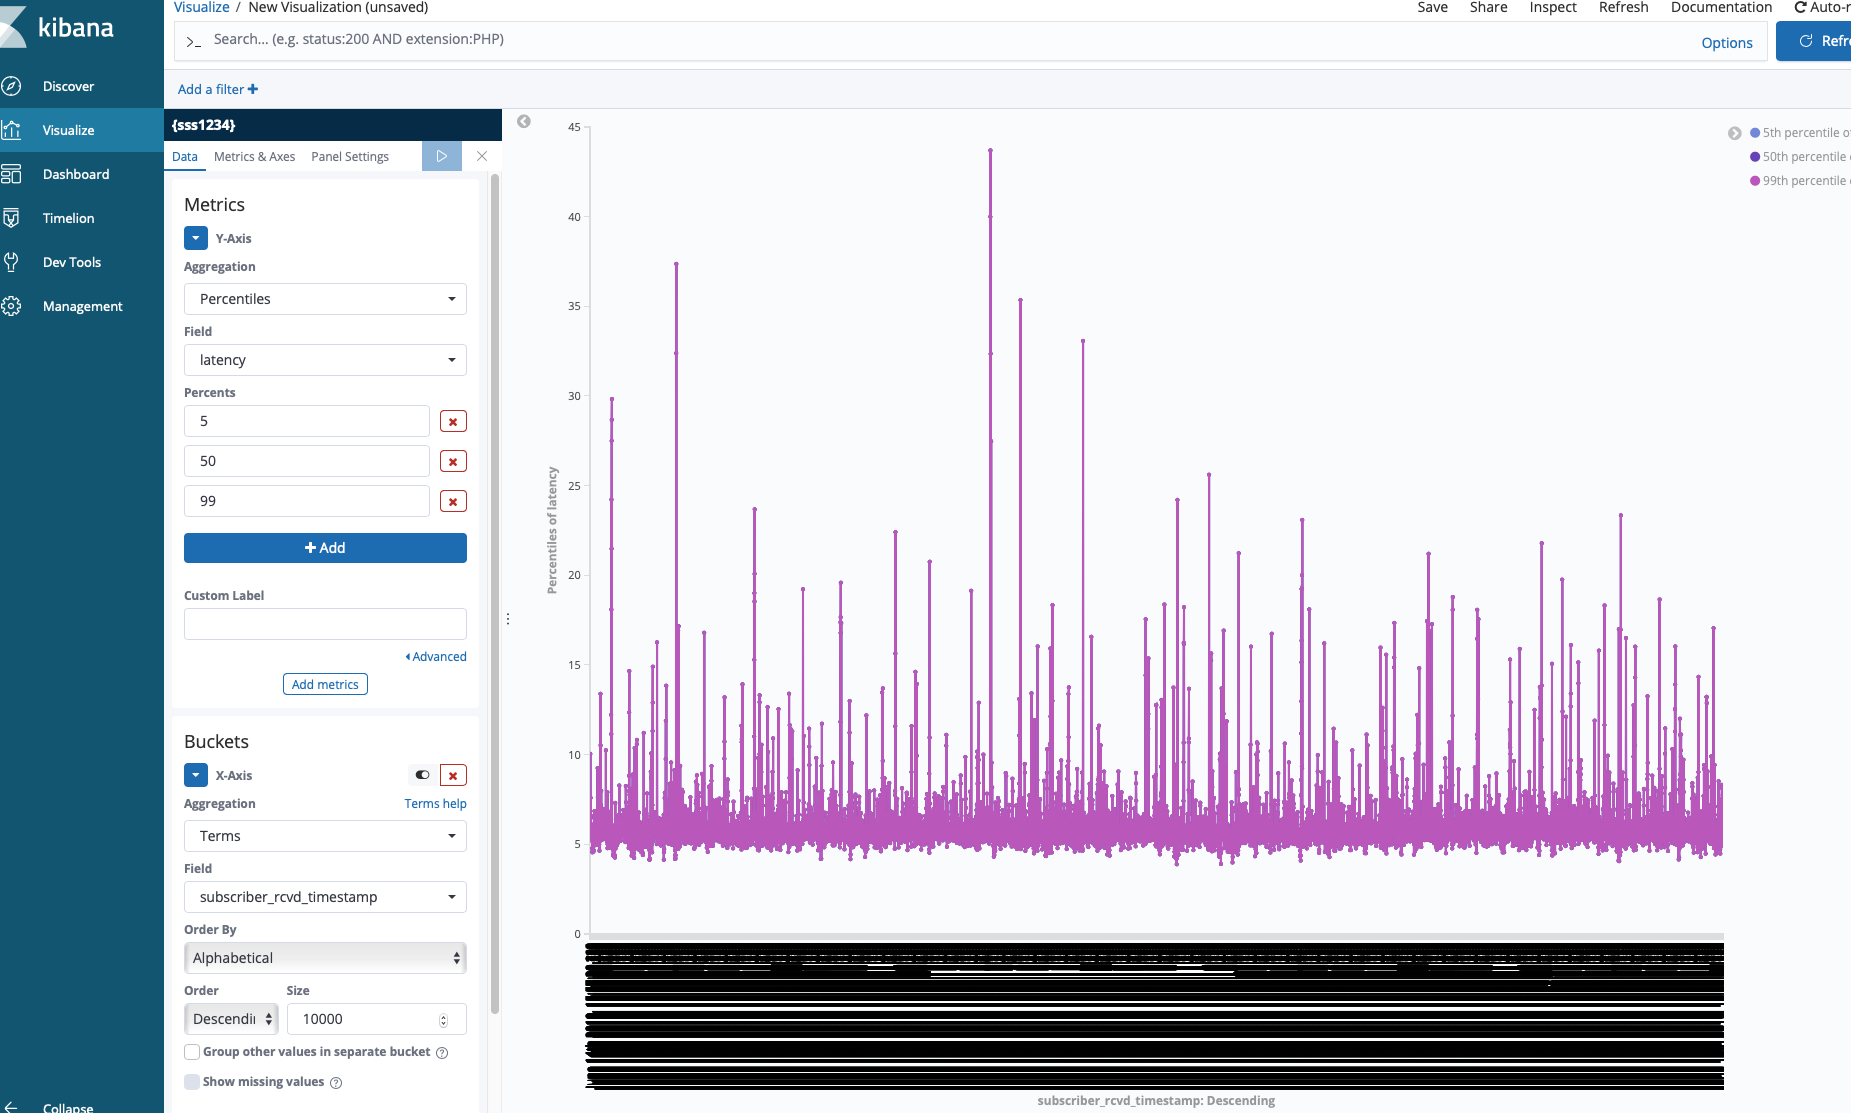 kibana
Discover
Visualize
Dashboard
Timelion
Dev Tools
Management
Collapse
Visualize / New Visualization (unsaved)
Save Share Inspect Refresh Documentation Auto-r
>_ Search... (e.g. status:200 AND extension:PHP)
Options
Refre
Add a filter +
{sss1234}
Data Metrics & Axes Panel Settings
Metrics
Y-Axis
Aggregation
Percentiles
Field
latency
Percents
5
50
99
+ Add
Custom Label
Advanced
Add metrics
Buckets
X-Axis
Aggregation Terms help
Terms
Field
subscriber_rcvd_timestamp
Order By
Alphabetical
Order Size
Descendi 10000
Group other values in separate bucket
Show missing values
45
40
35
30
25
20
15
10
5
0
Percentiles of latency
subscriber_rcvd_timestamp: Descending
5th percentile o
50th percentile
99th percentile